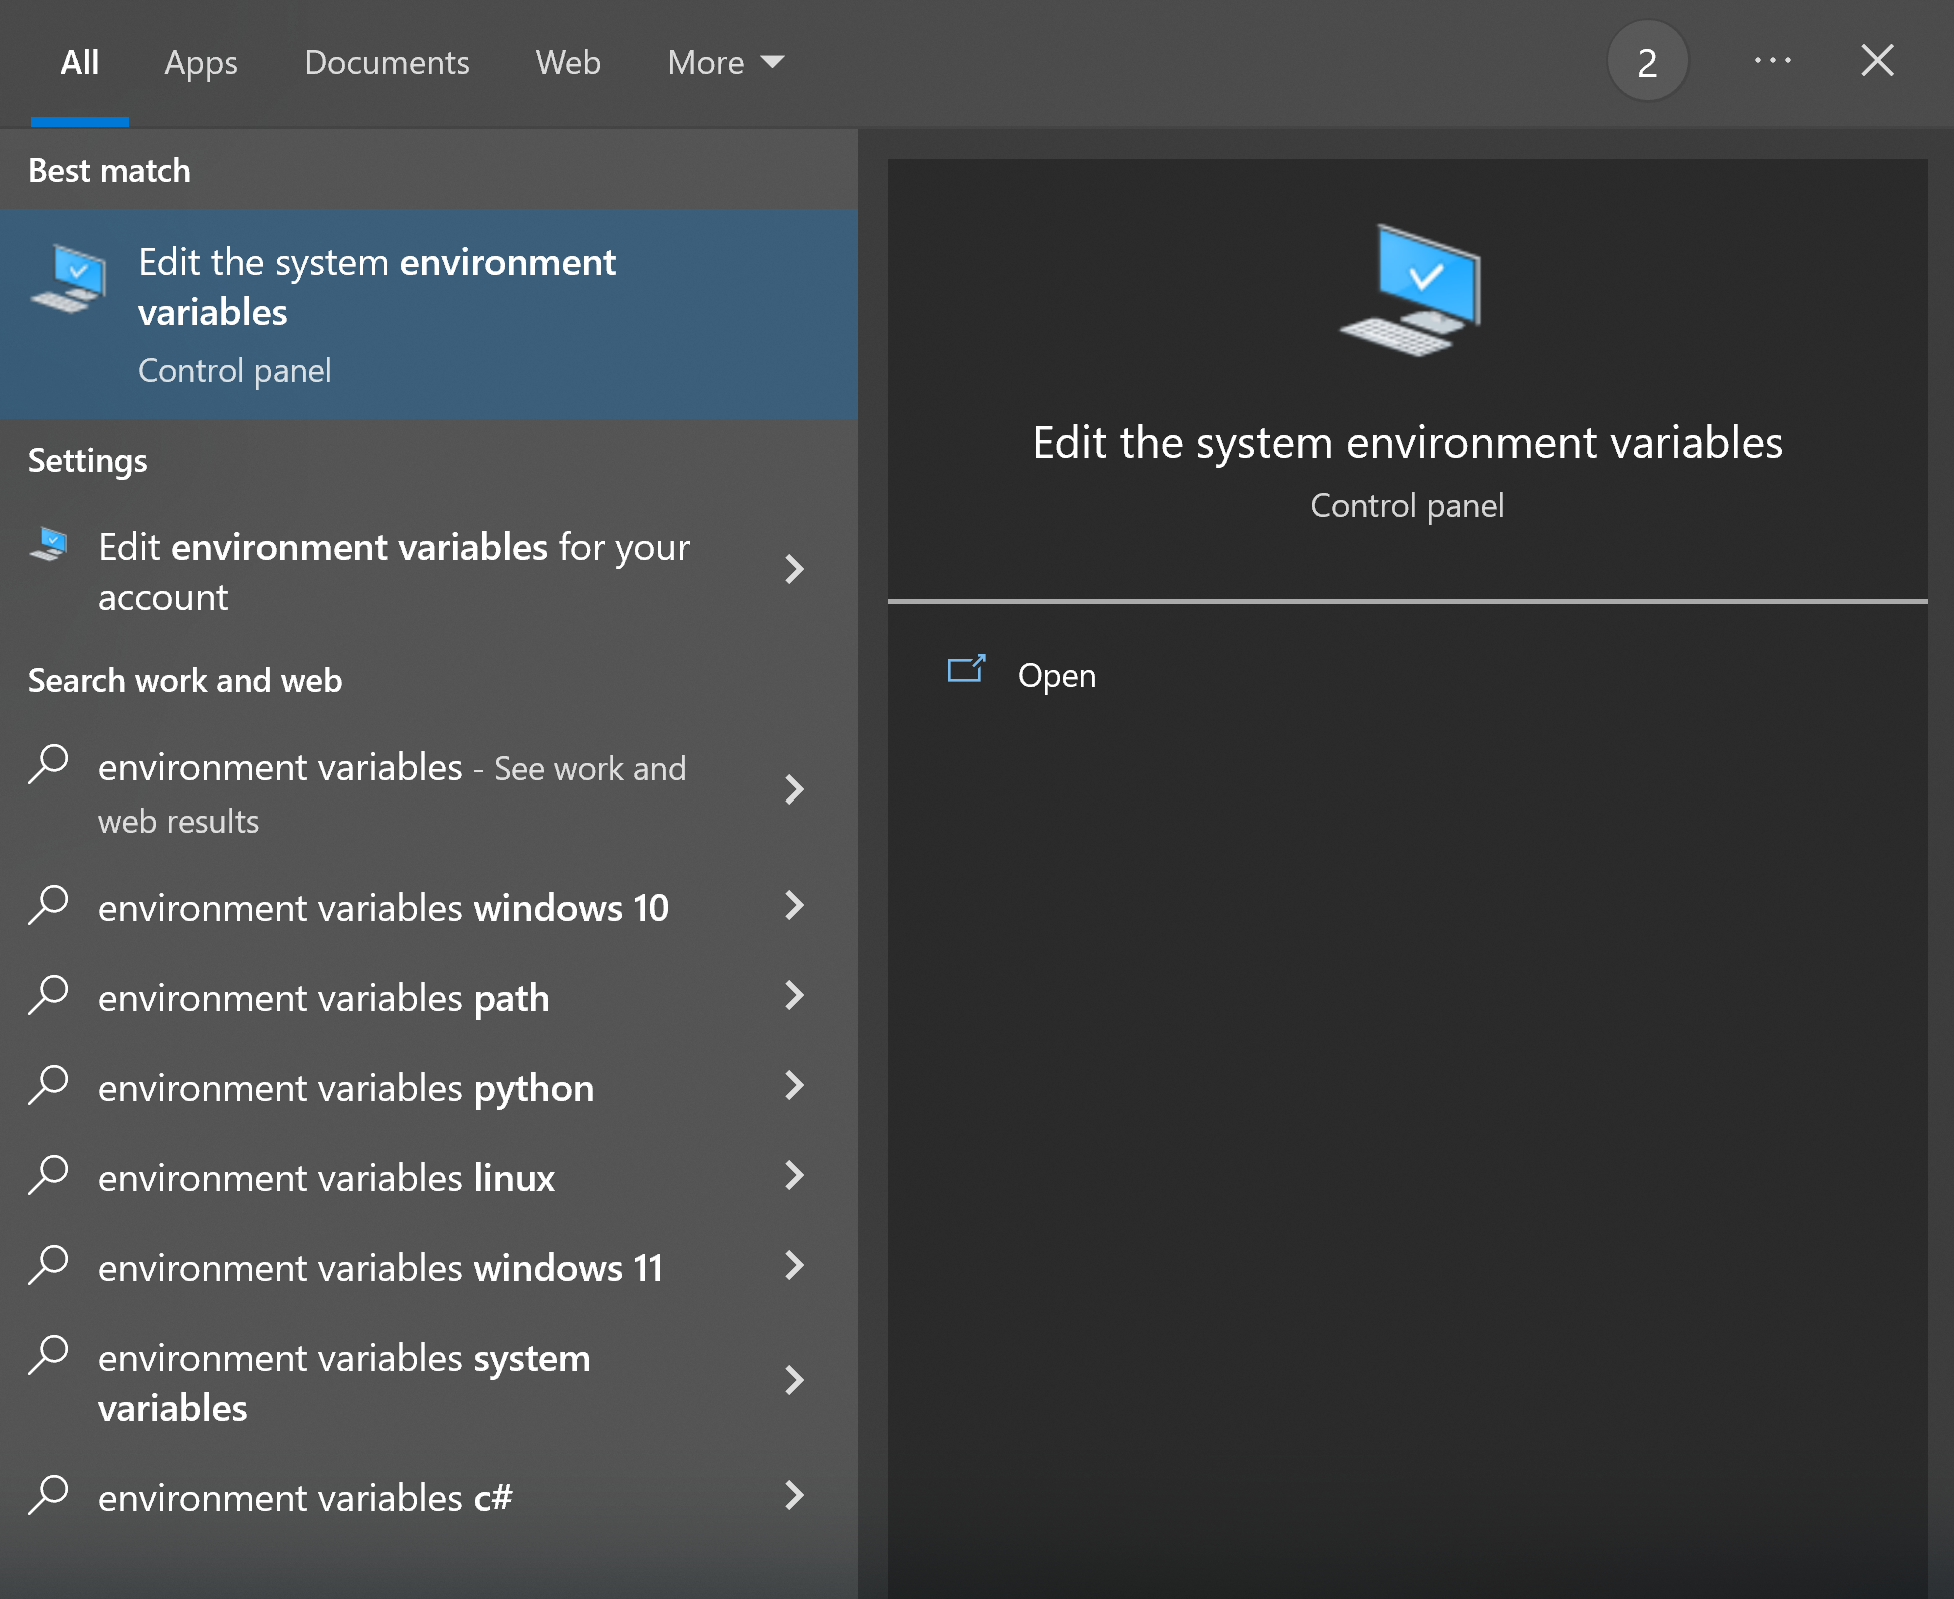 All
Apps
Documents
Web
More
2
Best match
Edit the system environment
variables
Control panel
Settings
Edit environment variables for your
account
Search work and web
environment variables - See work and
web results
environment variables windows 10
environment variables path
environment variables python
environment variables linux
environment variables windows 11
environment variables system
variables
environment variables c#
Edit the system environment variables
Control panel
Open